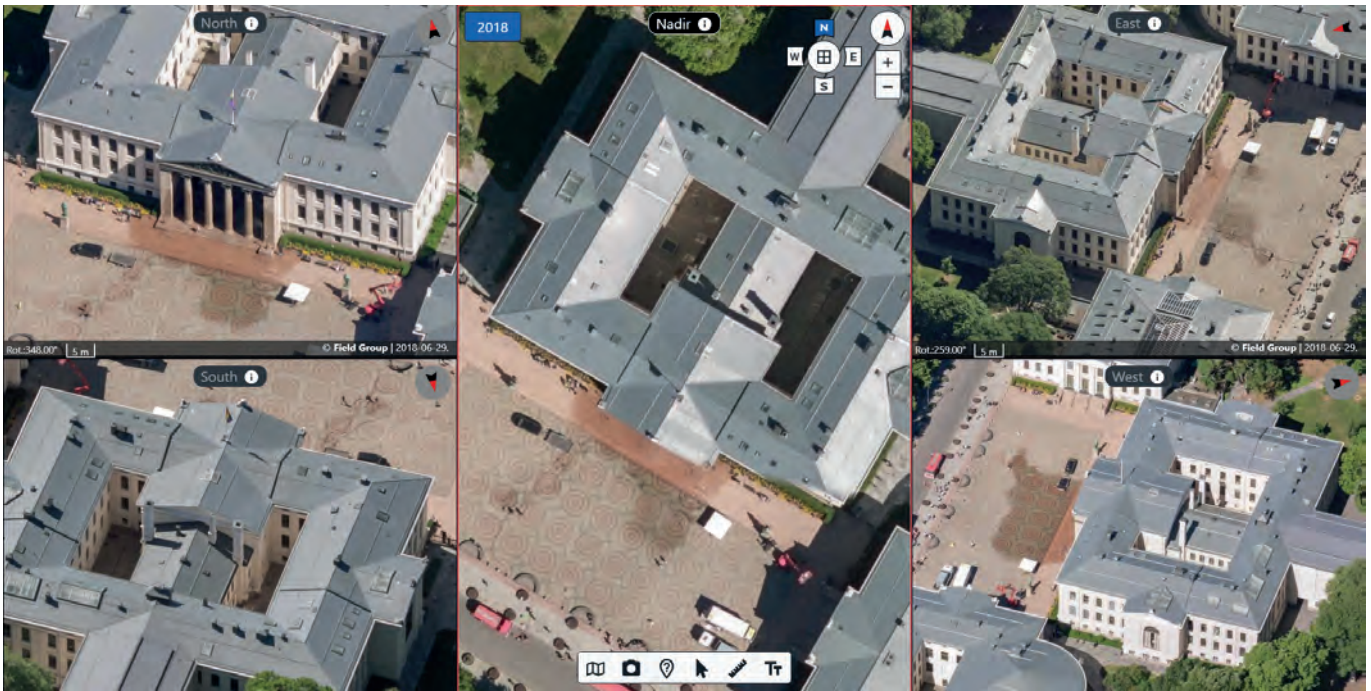 North i
Rot.:348.00° 5 m
© Field Group | 2018-06-29.
South i
2018
Nadir i
N
W E
S
+
−
?
TT
East i
Rot.:259.00° 5 m
© Field Group | 2018-06-29.
West i